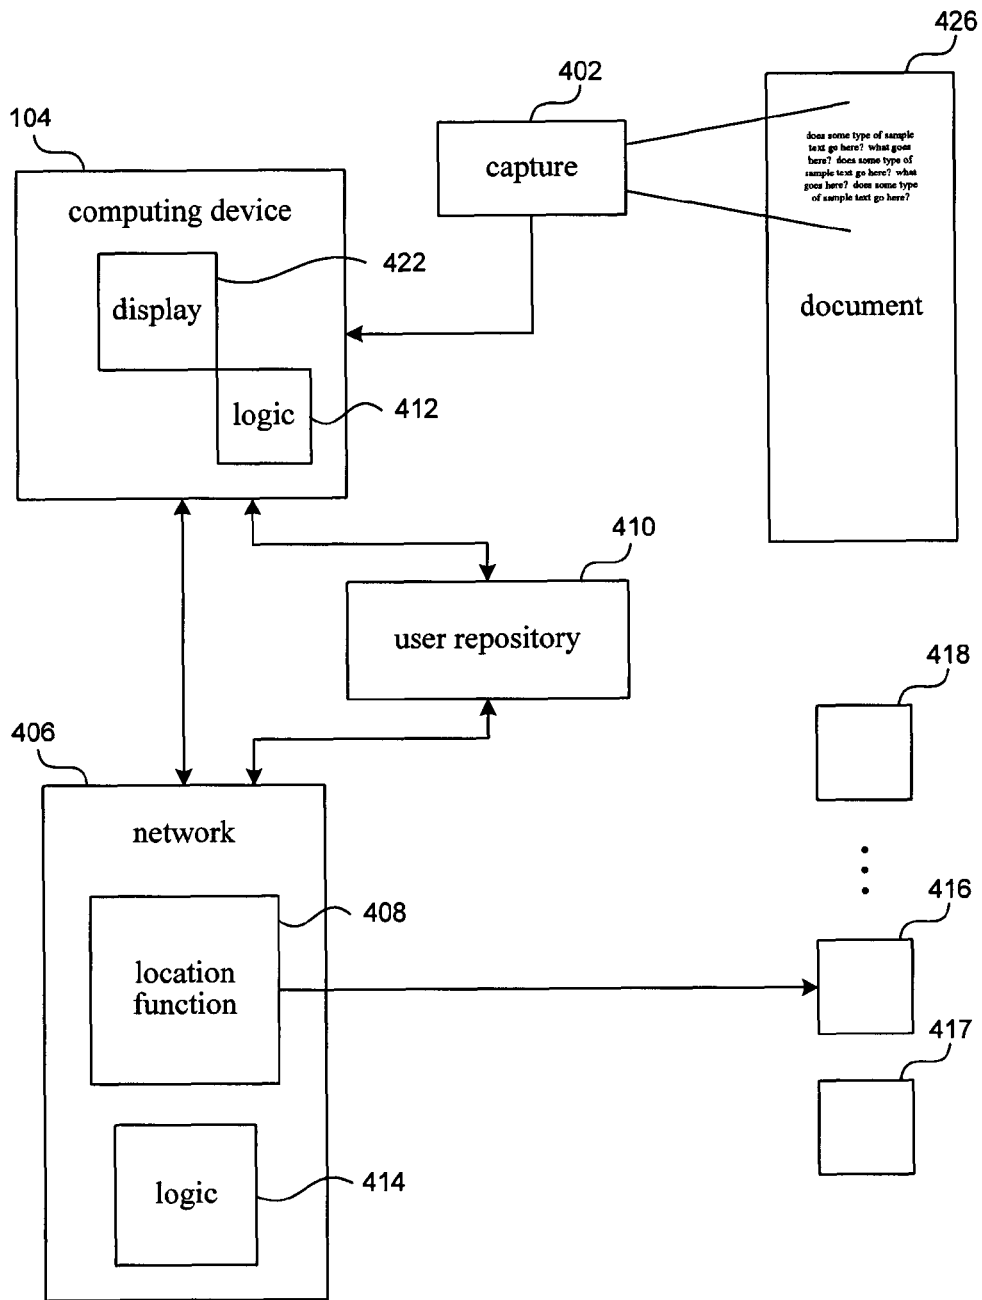 426
402
104
capture
does some type of sample
text go here? what goes
here? does some type of
sample text go here? what
goes here? does some type
of sample text go here?
computing device
422
display
document
logic
412
410
user repository
418
406
network
408
416
location
function
417
logic
414